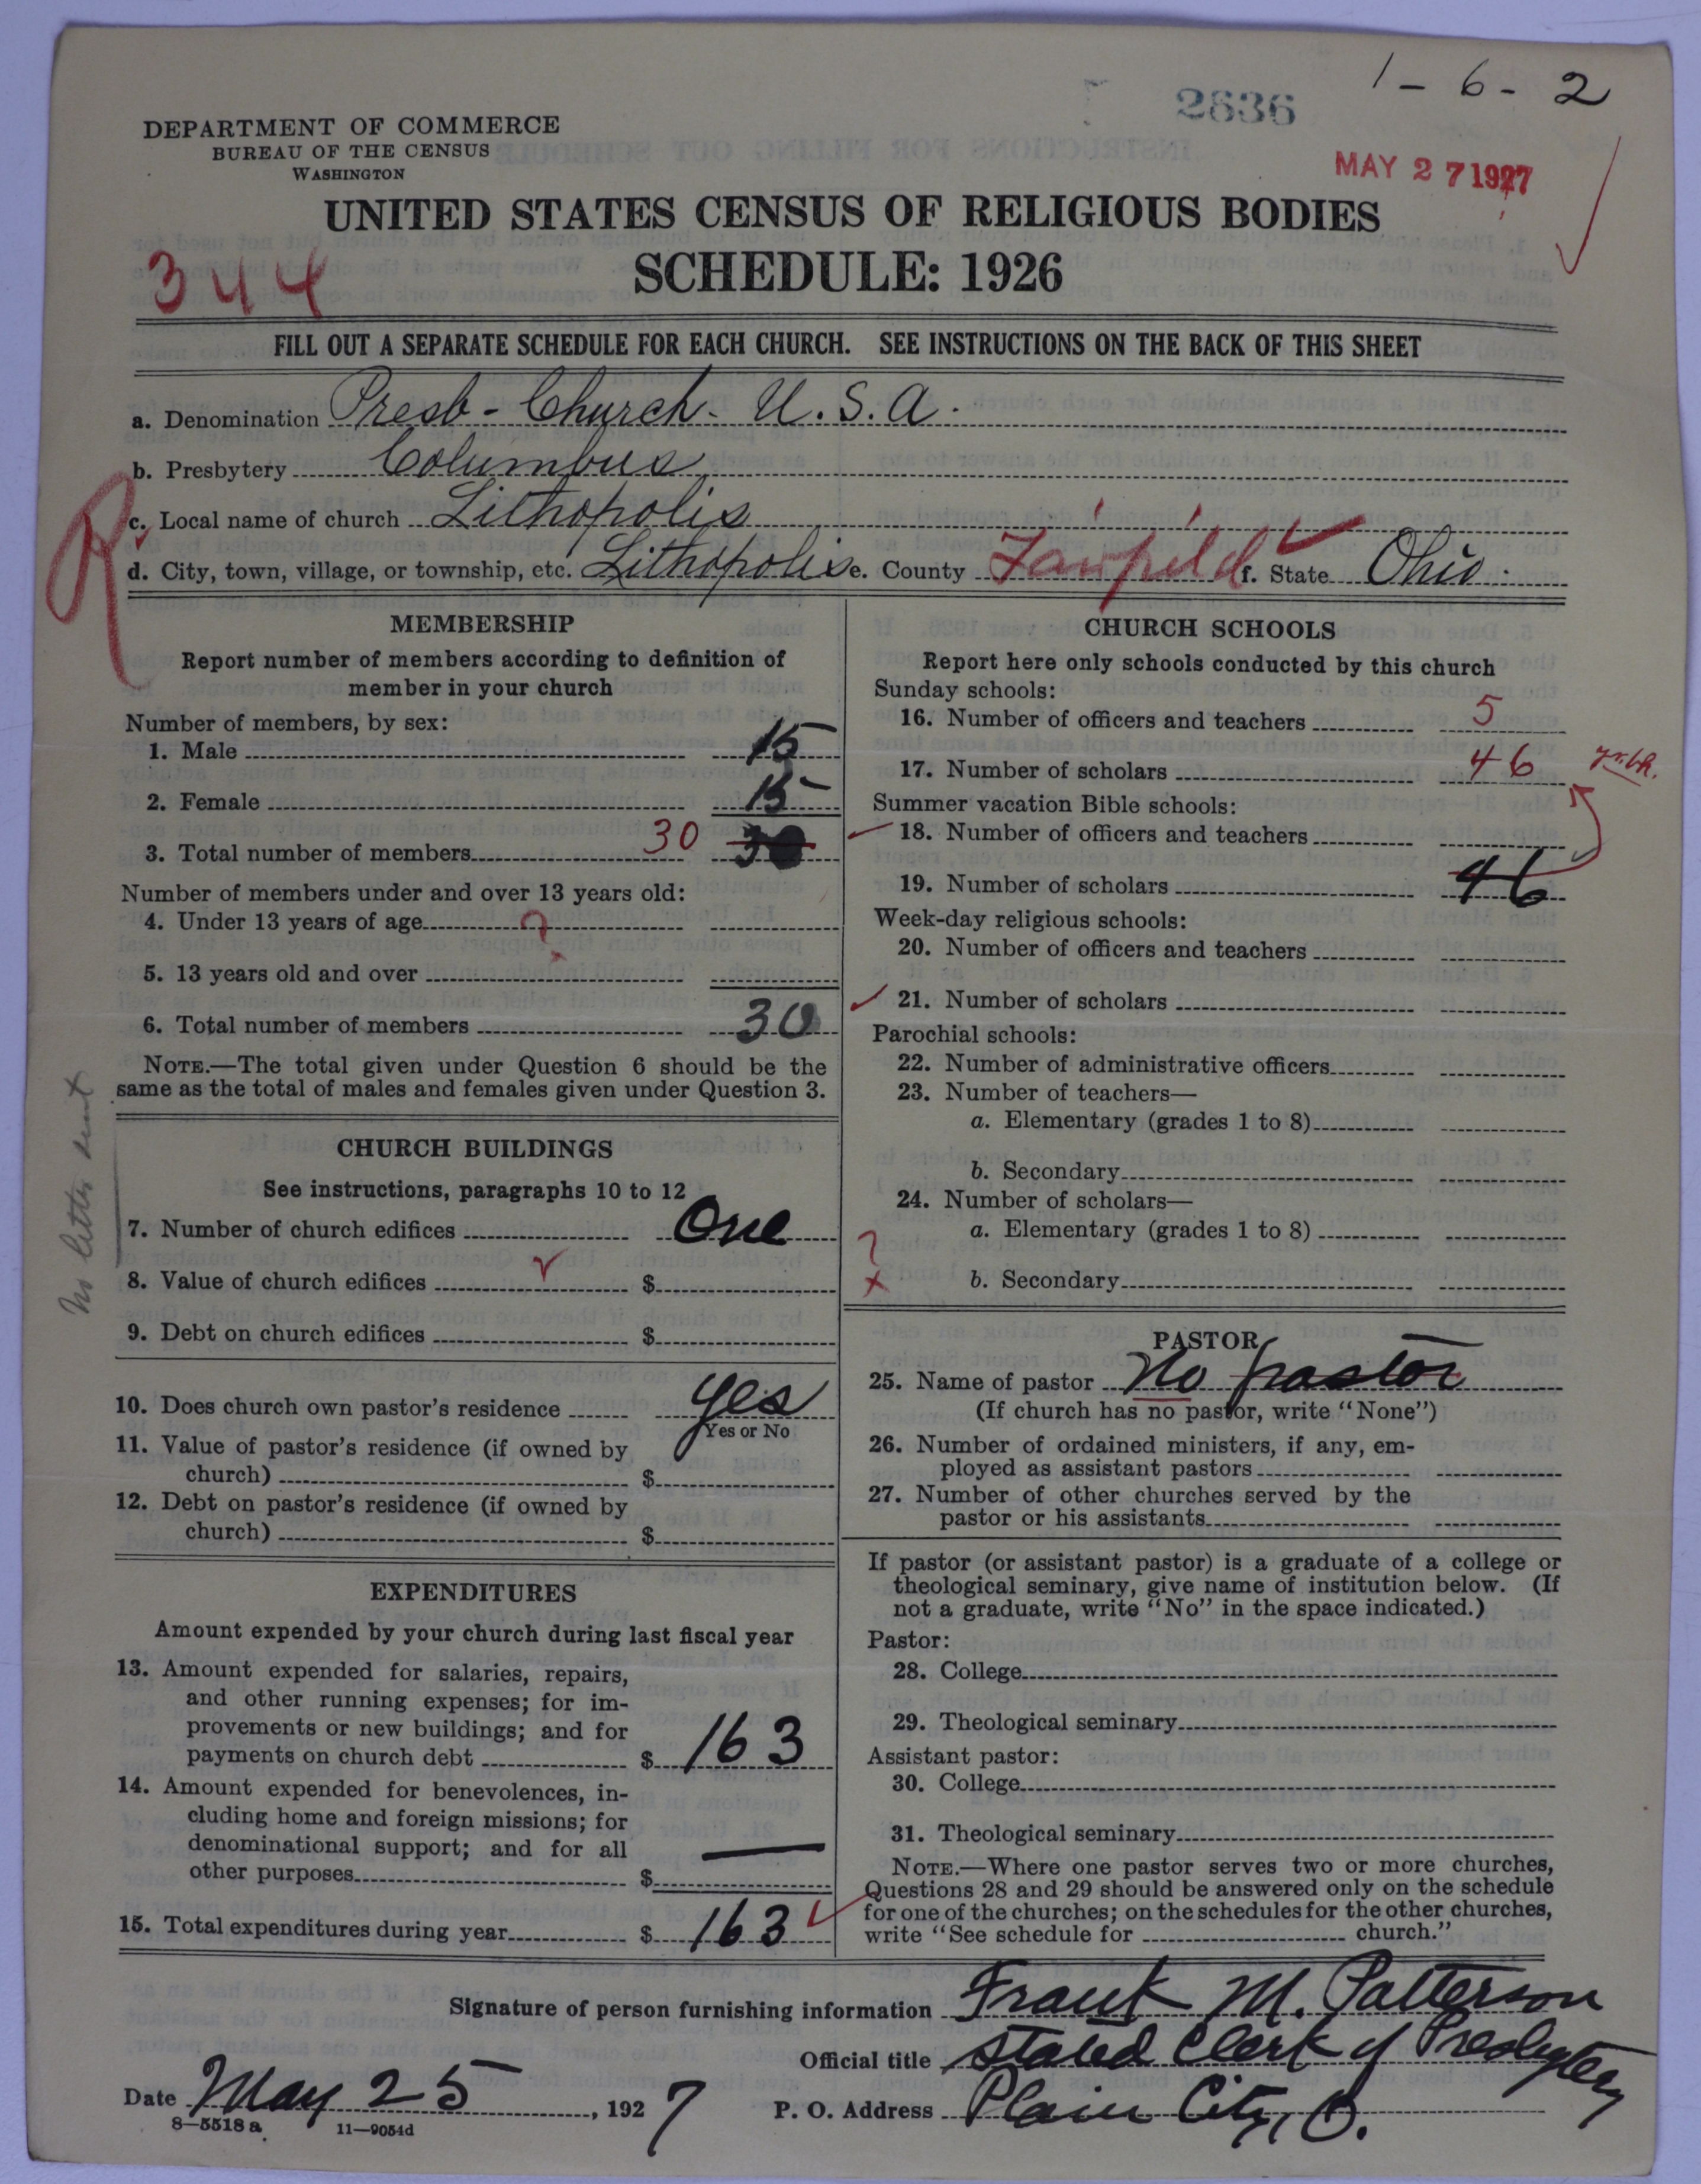 1 - 6 - 2
2636
DEPARTMENT OF COMMERCE
BUREAU OF THE CENSUS
WASHINGTON
MAY 27 1927
UNITED STATES CENSUS OF RELIGIOUS BODIES
SCHEDULE: 1926
344
FILL OUT A SEPARATE SCHEDULE FOR EACH CHURCH. SEE INSTRUCTIONS ON THE BACK OF THIS SHEET
a. Denomination Presb - Church - U.S.A.
b. Presbytery Columbus
R
c. Local name of church Lithopolis
d. City, town, village, or township, etc. Lithopolis e. County Fairfield f. State Ohio.
MEMBERSHIP
Report number of members according to definition of
member in your church
Number of members, by sex:
1. Male 15
2. Female 15
3. Total number of members 30 30
Number of members under and over 13 years old:
4. Under 13 years of age ?
5. 13 years old and over
6. Total number of members 30
NOTE.—The total given under Question 6 should be the
same as the total of males and females given under Question 3.
No letter sent
CHURCH BUILDINGS
See instructions, paragraphs 10 to 12
7. Number of church edifices One
8. Value of church edifices $
9. Debt on church edifices $
10. Does church own pastor's residence yes
Yes or No
11. Value of pastor's residence (if owned by
church) $
12. Debt on pastor's residence (if owned by
church) $
EXPENDITURES
Amount expended by your church during last fiscal year
13. Amount expended for salaries, repairs,
and other running expenses; for im-
provements or new buildings; and for
payments on church debt $ 163
14. Amount expended for benevolences, in-
cluding home and foreign missions; for
denominational support; and for all
other purposes $ —
15. Total expenditures during year $ 163
CHURCH SCHOOLS
Report here only schools conducted by this church
Sunday schools:
16. Number of officers and teachers 5
17. Number of scholars 46 yr. bk.
Summer vacation Bible schools:
18. Number of officers and teachers
19. Number of scholars 46
Week-day religious schools:
20. Number of officers and teachers
21. Number of scholars
Parochial schools:
22. Number of administrative officers
23. Number of teachers—
a. Elementary (grades 1 to 8)
b. Secondary
24. Number of scholars—
a. Elementary (grades 1 to 8)
? x b. Secondary
PASTOR
25. Name of pastor No pastor
(If church has no pastor, write "None")
26. Number of ordained ministers, if any, em-
ployed as assistant pastors
27. Number of other churches served by the
pastor or his assistants
If pastor (or assistant pastor) is a graduate of a college or
theological seminary, give name of institution below. (If
not a graduate, write "No" in the space indicated.)
Pastor:
28. College
29. Theological seminary
Assistant pastor:
30. College
31. Theological seminary
NOTE.—Where one pastor serves two or more churches,
Questions 28 and 29 should be answered only on the schedule
for one of the churches; on the schedules for the other churches,
write "See schedule for church."
Signature of person furnishing information Frank M. Patterson
Official title Stated Clerk of Presbytery
Date May 25, 1927 P. O. Address Plain City, O.
8—5518 a 11—9054d